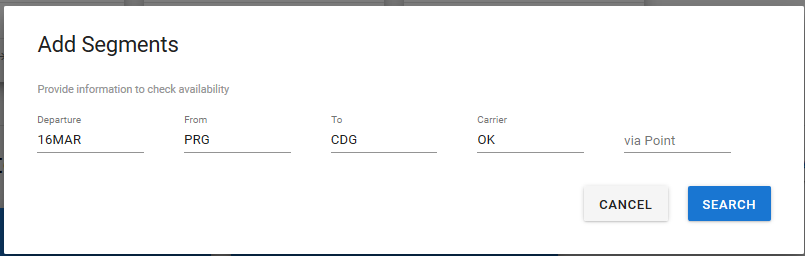 Add Segments
Provide information to check availability
Departure From To Carrier
16MAR PRG CDG OK via Point
CANCEL SEARCH